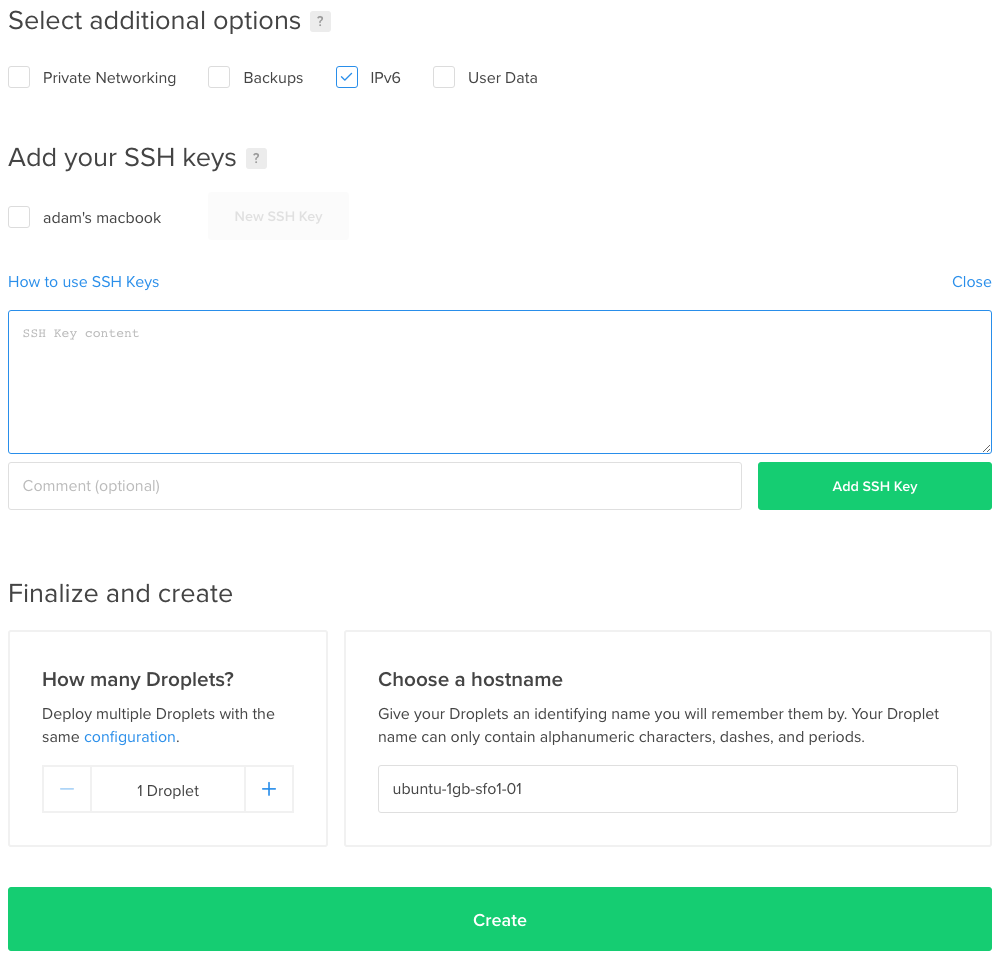 Select additional options ?
Private Networking Backups IPv6 User Data
Add your SSH keys ?
adam's macbook New SSH Key
How to use SSH Keys Close
SSH Key content
Comment (optional) Add SSH Key
Finalize and create
How many Droplets?
Deploy multiple Droplets with the
same configuration.
1 Droplet
Choose a hostname
Give your Droplets an identifying name you will remember them by. Your Droplet
name can only contain alphanumeric characters, dashes, and periods.
ubuntu-1gb-sfo1-01
Create